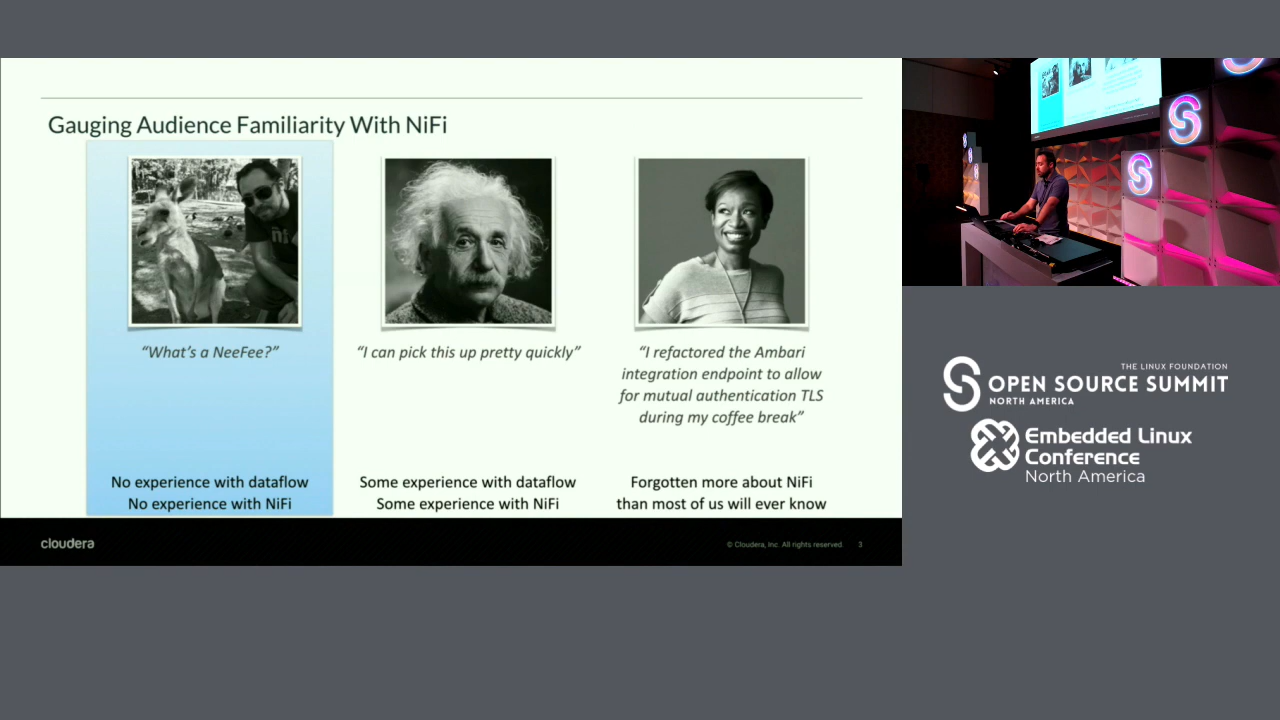 Gauging Audience Familiarity With NiFi
“What’s a NeeFee?”
No experience with dataflow
No experience with NiFi
“I can pick this up pretty quickly”
Some experience with dataflow
Some experience with NiFi
“I refactored the Ambari
integration endpoint to allow
for mutual authentication TLS
during my coffee break”
Forgotten more about NiFi
than most of us will ever know
cloudera
© Cloudera, Inc. All rights reserved.
3
THE LINUX FOUNDATION
OPEN SOURCE SUMMIT
NORTH AMERICA
Embedded Linux
Conference
North America